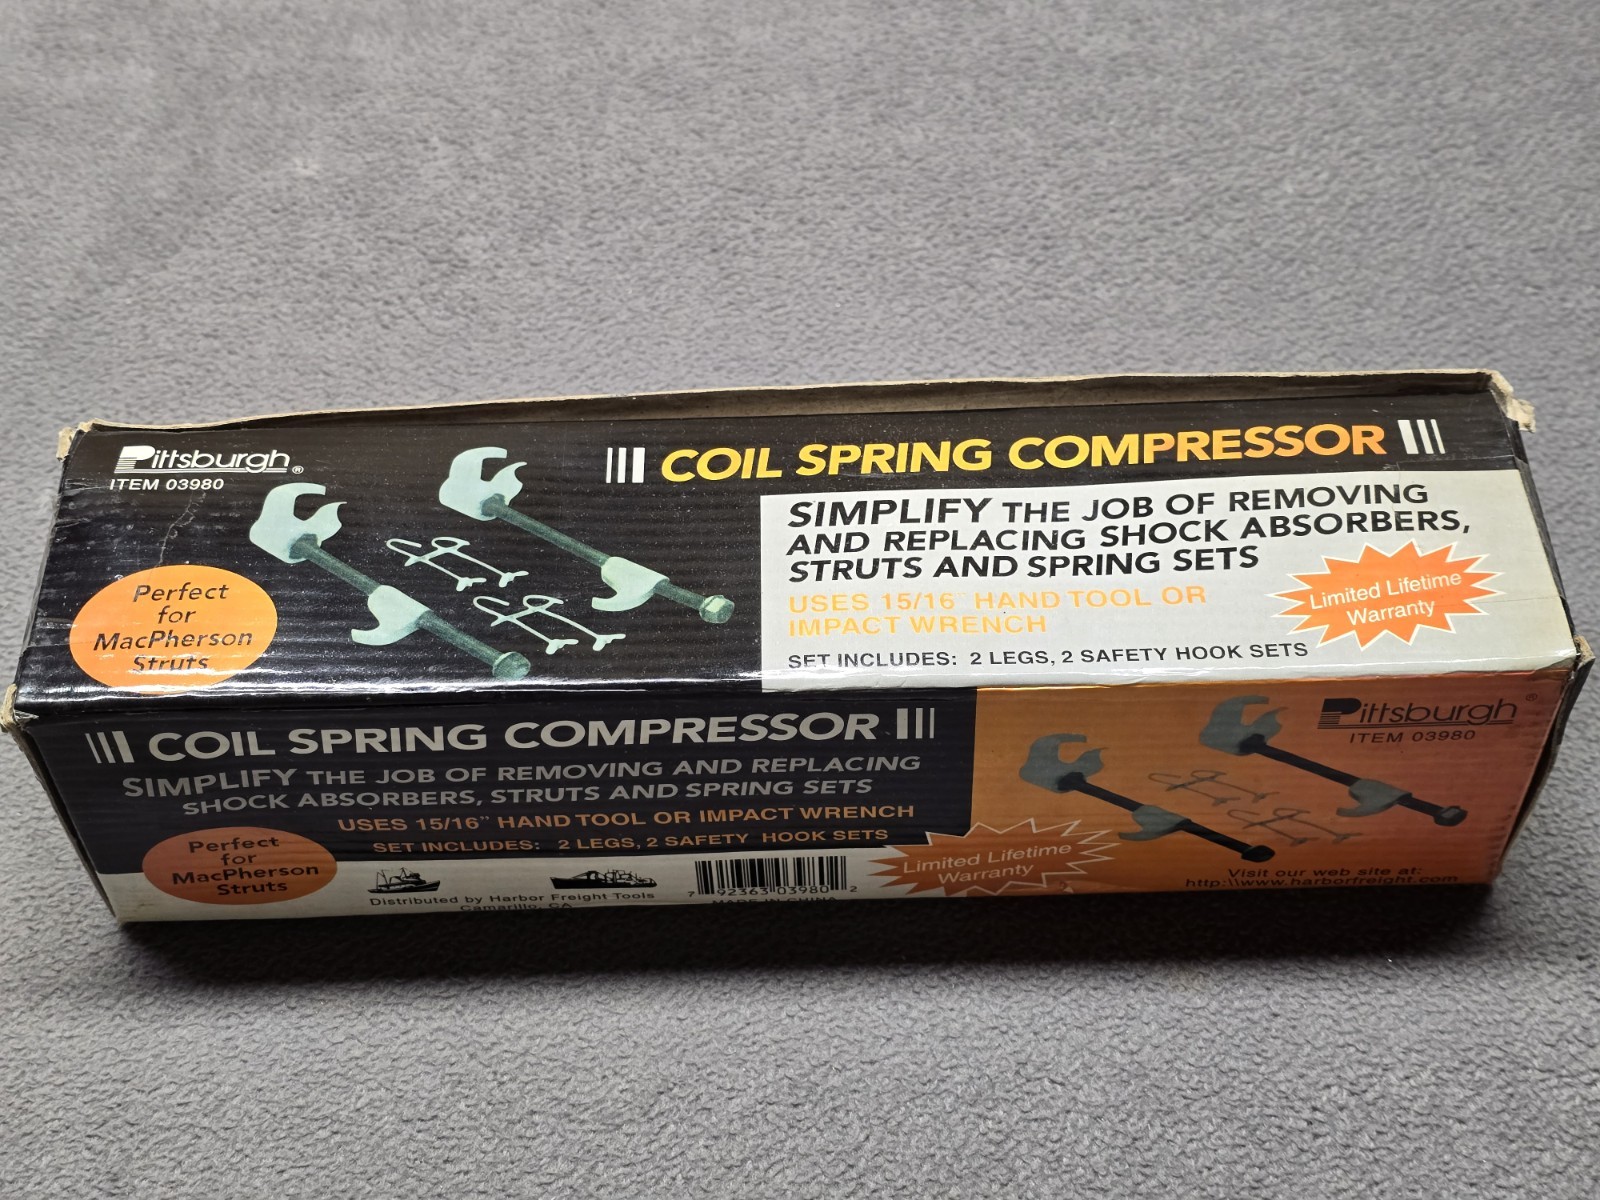 Pittsburgh®
ITEM 03980
COIL SPRING COMPRESSOR
SIMPLIFY THE JOB OF REMOVING
AND REPLACING SHOCK ABSORBERS,
STRUTS AND SPRING SETS
USES 15/16" HAND TOOL OR
IMPACT WRENCH
SET INCLUDES: 2 LEGS, 2 SAFETY HOOK SETS
Limited Lifetime
Warranty
Perfect
for
MacPherson
Struts
COIL SPRING COMPRESSOR
SIMPLIFY THE JOB OF REMOVING AND REPLACING
SHOCK ABSORBERS, STRUTS AND SPRING SETS
USES 15/16" HAND TOOL OR IMPACT WRENCH
SET INCLUDES: 2 LEGS, 2 SAFETY HOOK SETS
Perfect
for
MacPherson
Struts
Distributed by Harbor Freight Tools
Camarillo, CA
7 92363 03980 2
MADE IN CHINA
Limited Lifetime
Warranty
Pittsburgh®
ITEM 03980
Visit our web site at:
http:\\www.harborfreight.com